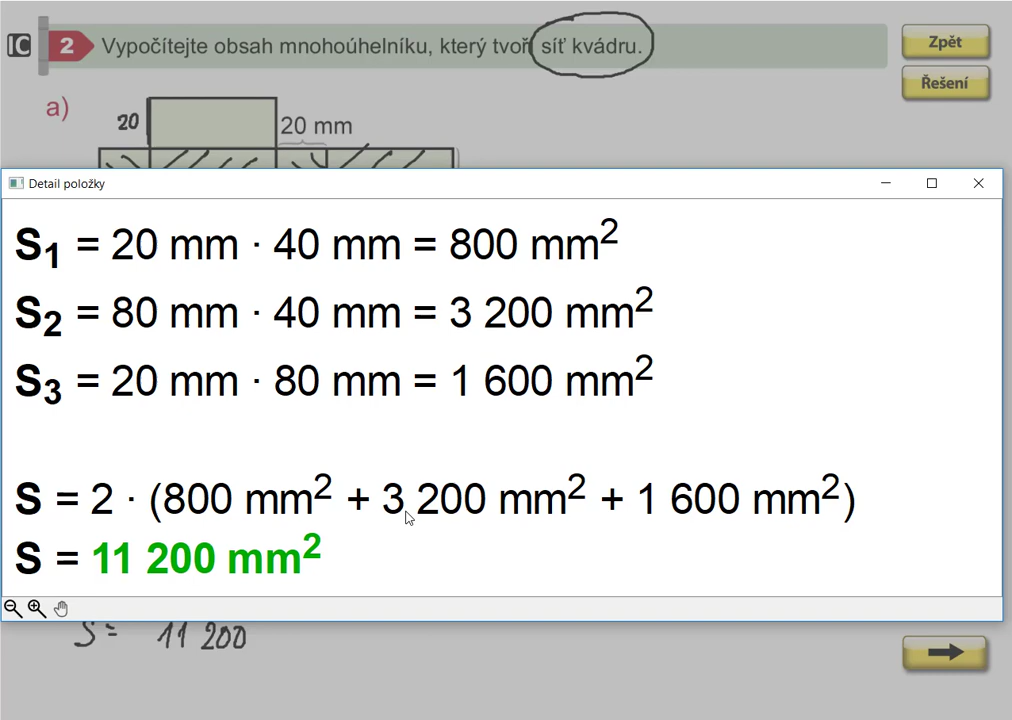 IC 2 Vypočítejte obsah mnohoúhelníku, který tvoří síť kvádru.
Zpět
Řešení
a)
20
20 mm
Detail položky
S1 = 20 mm · 40 mm = 800 mm²
S2 = 80 mm · 40 mm = 3 200 mm²
S3 = 20 mm · 80 mm = 1 600 mm²
S = 2 · (800 mm² + 3 200 mm² + 1 600 mm²)
S = 11 200 mm²
S = 11 200